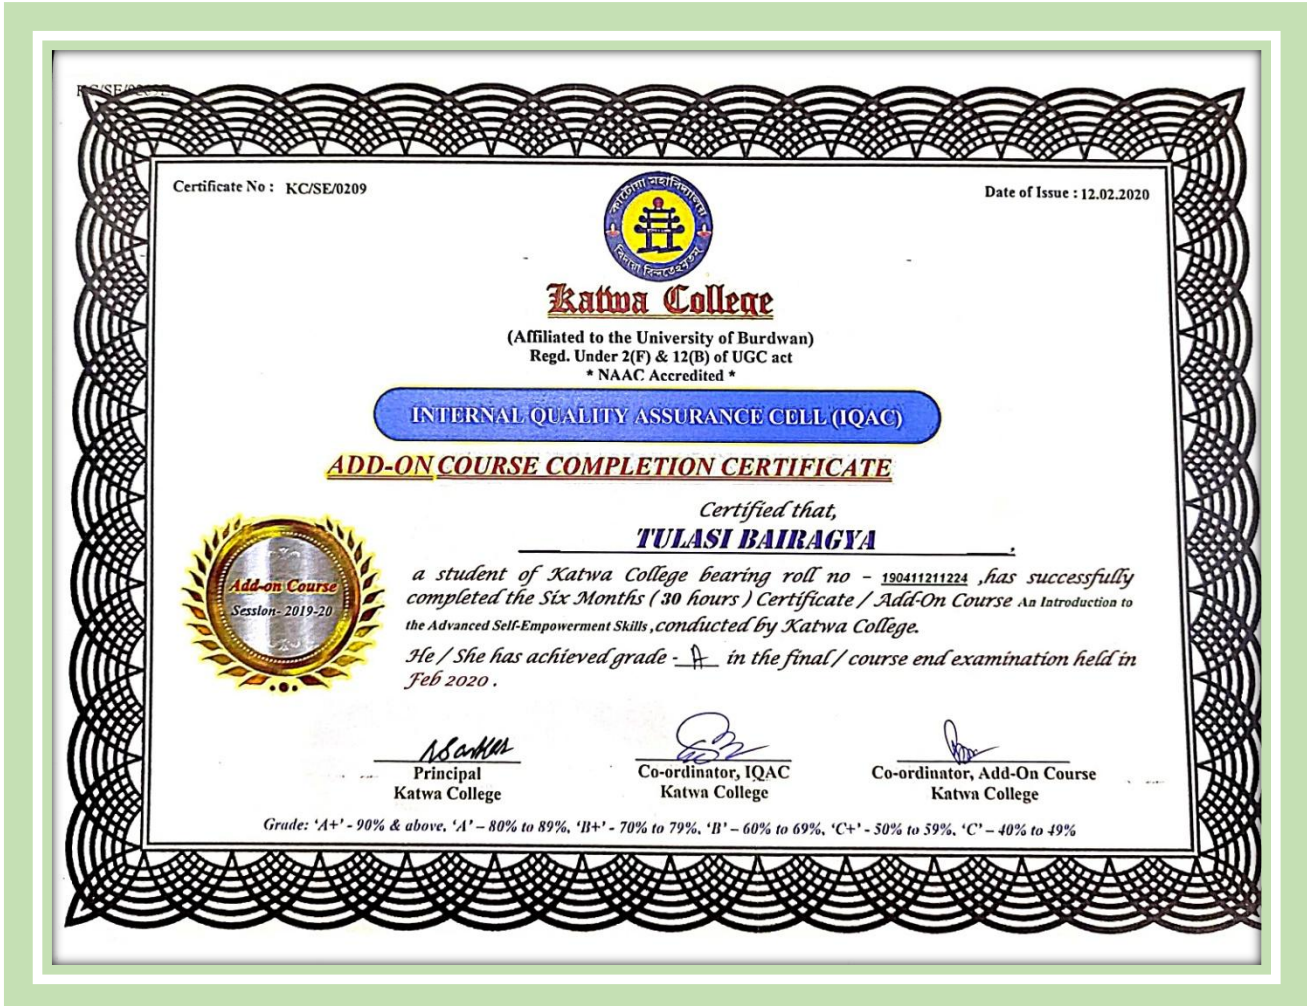 Certificate No : KC/SE/0209
Date of Issue : 12.02.2020
কাটোয়া মহাবিদ্যালয়
Katwa College
(Affiliated to the University of Burdwan)
Regd. Under 2(F) & 12(B) of UGC act
* NAAC Accredited *
INTERNAL QUALITY ASSURANCE CELL (IQAC)
ADD-ON COURSE COMPLETION CERTIFICATE
Certified that,
TULASI BAIRAGYA
Add-on Course
Session- 2019-20
a student of Katwa College bearing roll no - 190411211224 ,has successfully
completed the Six Months ( 30 hours ) Certificate / Add-On Course An Introduction to
the Advanced Self-Empowerment Skills ,conducted by Katwa College.
He / She has achieved grade - A in the final / course end examination held in
Feb 2020 .
Principal
Katwa College
Co-ordinator, IQAC
Katwa College
Co-ordinator, Add-On Course
Katwa College
Grade: 'A+' - 90% & above, 'A' – 80% to 89%, 'B+' - 70% to 79%, 'B' – 60% to 69%, 'C+' - 50% to 59%, 'C' – 40% to 49%